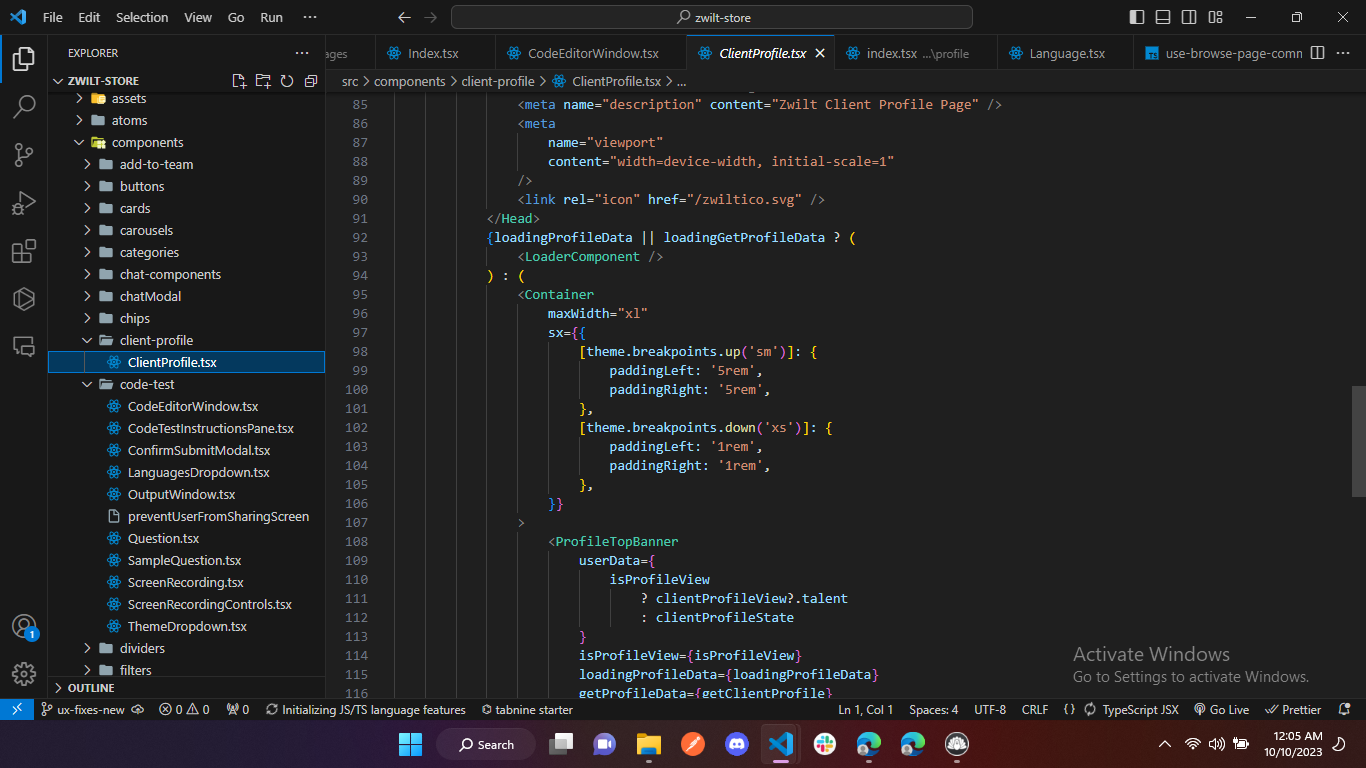 File Edit Selection View Go Run ··· zwilt-store
EXPLORER ···
ages Index.tsx CodeEditorWindow.tsx ClientProfile.tsx index.tsx ...\profile Language.tsx use-browse-page-comm ···
ZWILT-STORE
src > components > client-profile > ClientProfile.tsx > ...
assets
atoms
components
add-to-team
buttons
cards
carousels
categories
chat-components
chatModal
chips
client-profile
ClientProfile.tsx
code-test
CodeEditorWindow.tsx
CodeTestInstructionsPane.tsx
ConfirmSubmitModal.tsx
LanguagesDropdown.tsx
OutputWindow.tsx
preventUserFromSharingScreen
Question.tsx
SampleQuestion.tsx
ScreenRecording.tsx
ScreenRecordingControls.tsx
ThemeDropdown.tsx
dividers
filters
OUTLINE
85 <meta name="description" content="Zwilt Client Profile Page" />
86 <meta
87 name="viewport"
88 content="width=device-width, initial-scale=1"
89 />
90 <link rel="icon" href="/zwiltico.svg" />
91 </Head>
92 {loadingProfileData || loadingGetProfileData ? (
93 <LoaderComponent />
94 ) : (
95 <Container
96 maxWidth="xl"
97 sx={{
98 [theme.breakpoints.up('sm')]: {
99 paddingLeft: '5rem',
100 paddingRight: '5rem',
101 },
102 [theme.breakpoints.down('xs')]: {
103 paddingLeft: '1rem',
104 paddingRight: '1rem',
105 },
106 }}
107 >
108 <ProfileTopBanner
109 userData={
110 isProfileView
111 ? clientProfileView?.talent
112 : clientProfileState
113 }
114 isProfileView={isProfileView}
115 loadingProfileData={loadingProfileData}
116 getProfileData={getClientProfile}
Activate Windows
Go to Settings to activate Windows.
1
ux-fixes-new 0 0 0 Initializing JS/TS language features tabnine starter Ln 1, Col 1 Spaces: 4 UTF-8 CRLF {} TypeScript JSX Go Live Prettier
Search
12:05 AM
10/10/2023